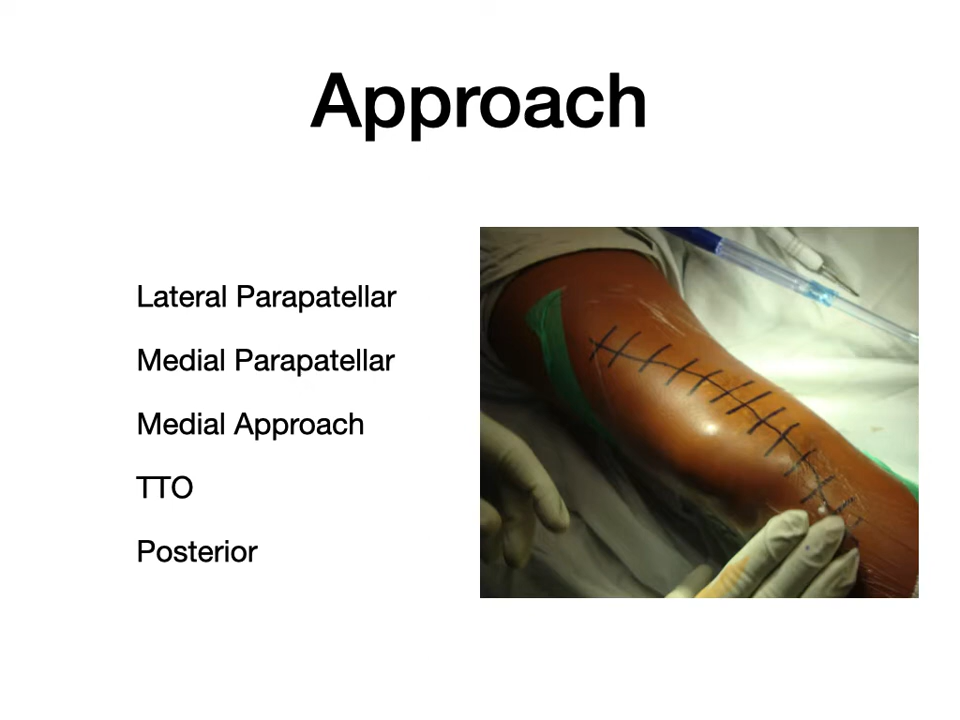 Approach
Lateral Parapatellar
Medial Parapatellar
Medial Approach
TTO
Posterior